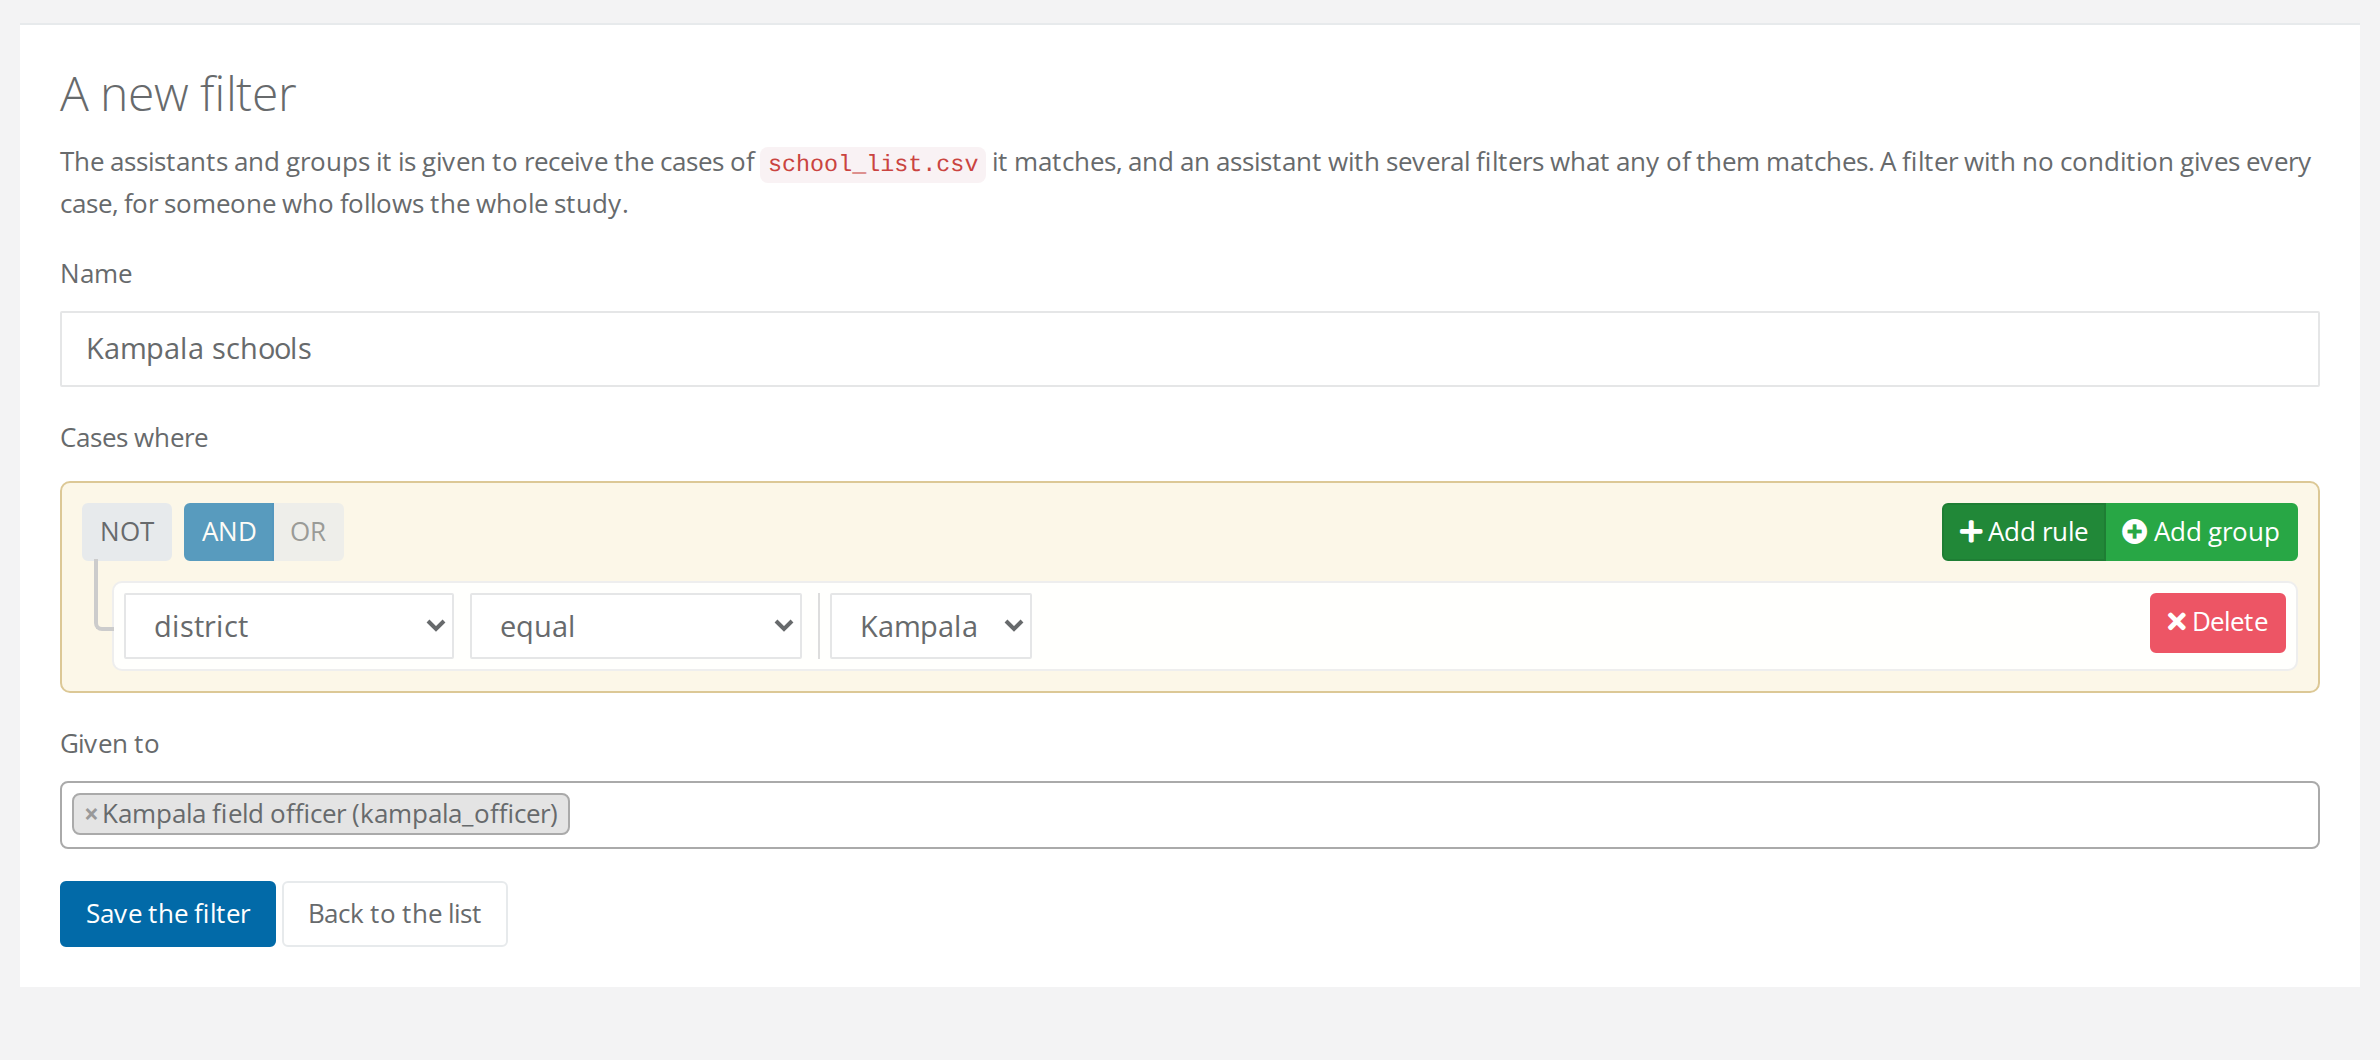 A new filter
The assistants and groups it is given to receive the cases of school_list.csv it matches, and an assistant with several filters what any of them matches. A filter with no condition gives every
case, for someone who follows the whole study.
Name
Kampala schools
Cases where
NOT AND OR Add rule Add group
district equal Kampala Delete
Given to
×Kampala field officer (kampala_officer)
Save the filter Back to the list